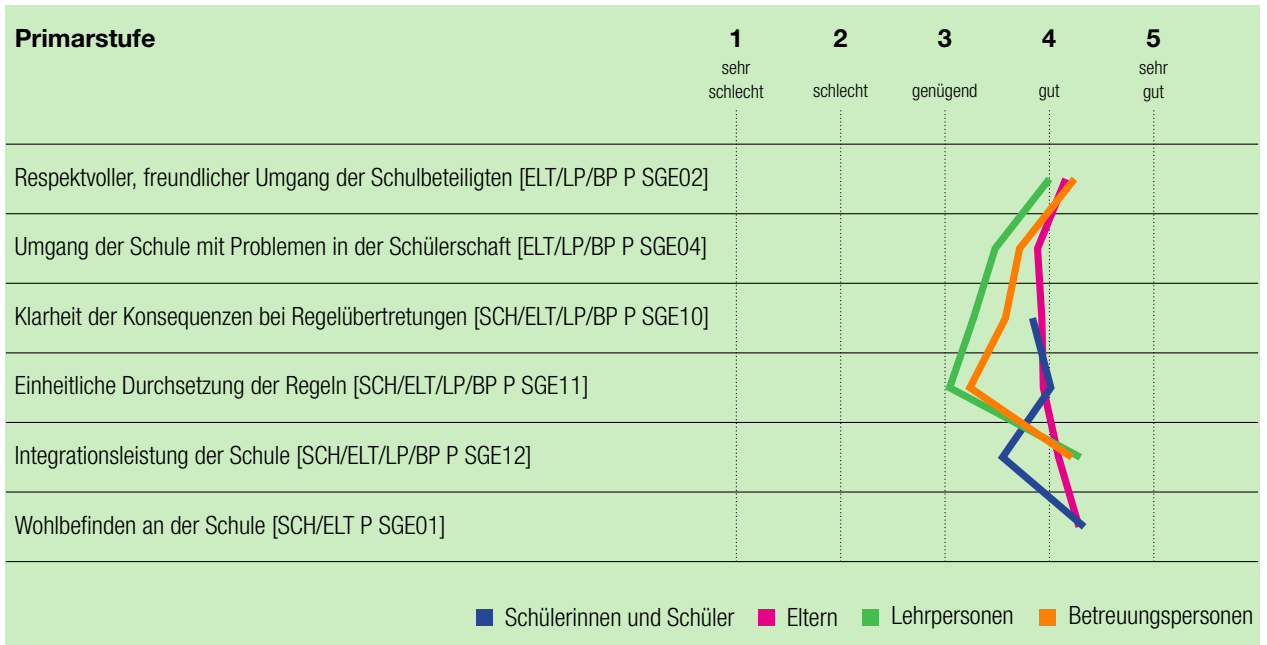 Primarstufe 1 2 3 4 5
sehr sehr
schlecht schlecht genügend gut gut
Respektvoller, freundlicher Umgang der Schulbeteiligten [ELT/LP/BP P SGE02]
Umgang der Schule mit Problemen in der Schülerschaft [ELT/LP/BP P SGE04]
Klarheit der Konsequenzen bei Regelübertretungen [SCH/ELT/LP/BP P SGE10]
Einheitliche Durchsetzung der Regeln [SCH/ELT/LP/BP P SGE11]
Integrationsleistung der Schule [SCH/ELT/LP/BP P SGE12]
Wohlbefinden an der Schule [SCH/ELT P SGE01]
Schülerinnen und Schüler Eltern Lehrpersonen Betreuungspersonen